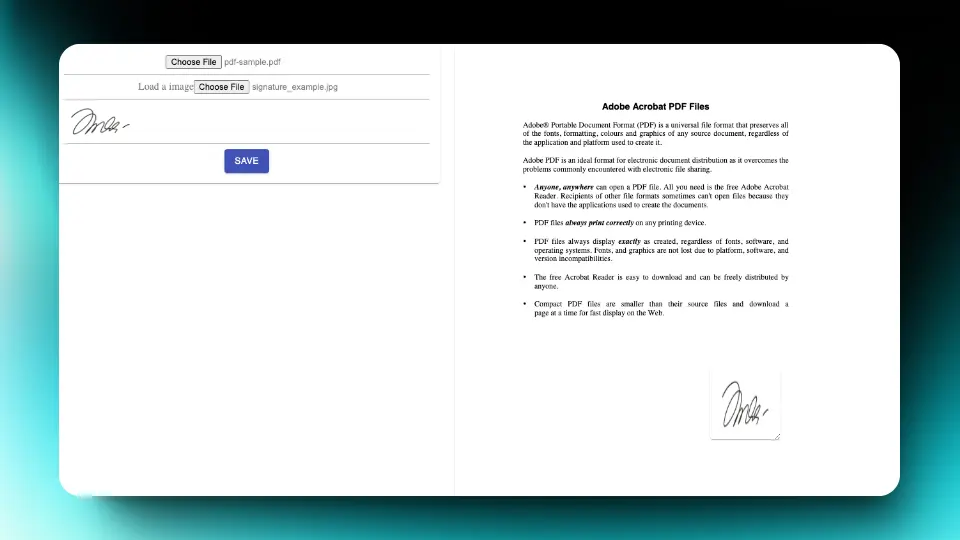 Choose File pdf-sample.pdf
Load a image Choose File signature_example.jpg
SAVE
Adobe Acrobat PDF Files
Adobe® Portable Document Format (PDF) is a universal file format that preserves all
of the fonts, formatting, colours and graphics of any source document, regardless of
the application and platform used to create it.
Adobe PDF is an ideal format for electronic document distribution as it overcomes the
problems commonly encountered with electronic file sharing.
• Anyone, anywhere can open a PDF file. All you need is the free Adobe Acrobat
Reader. Recipients of other file formats sometimes can't open files because they
don't have the applications used to create the documents.
• PDF files always print correctly on any printing device.
• PDF files always display exactly as created, regardless of fonts, software, and
operating systems. Fonts, and graphics are not lost due to platform, software, and
version incompatibilities.
• The free Acrobat Reader is easy to download and can be freely distributed by
anyone.
• Compact PDF files are smaller than their source files and download a
page at a time for fast display on the Web.